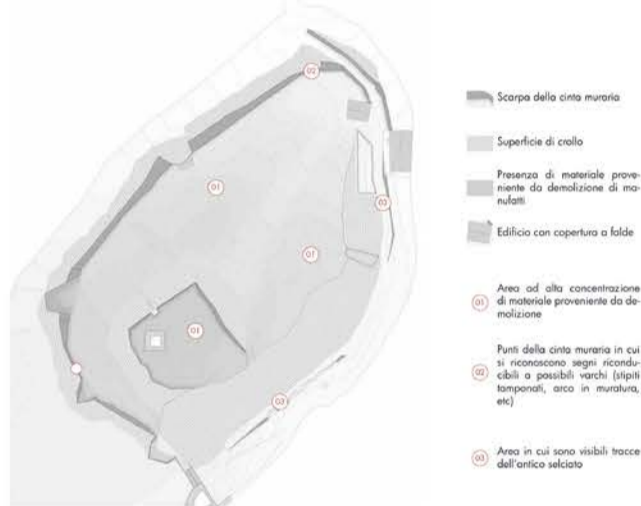 02
01
03
01
01
03
Scarpa della cinta muraria
Superficie di crollo
Presenza di materiale prove-
niente da demolizione di ma-
nufatti
Edificio con copertura a falde
01
Area ad alta concentrazione
di materiale proveniente da de-
molizione
02
Punti della cinta muraria in cui
si riconoscono segni ricondu-
cibili a possibili varchi (stipiti
tamponati, arco in muratura,
etc)
03
Area in cui sono visibili tracce
dell'antico selciato